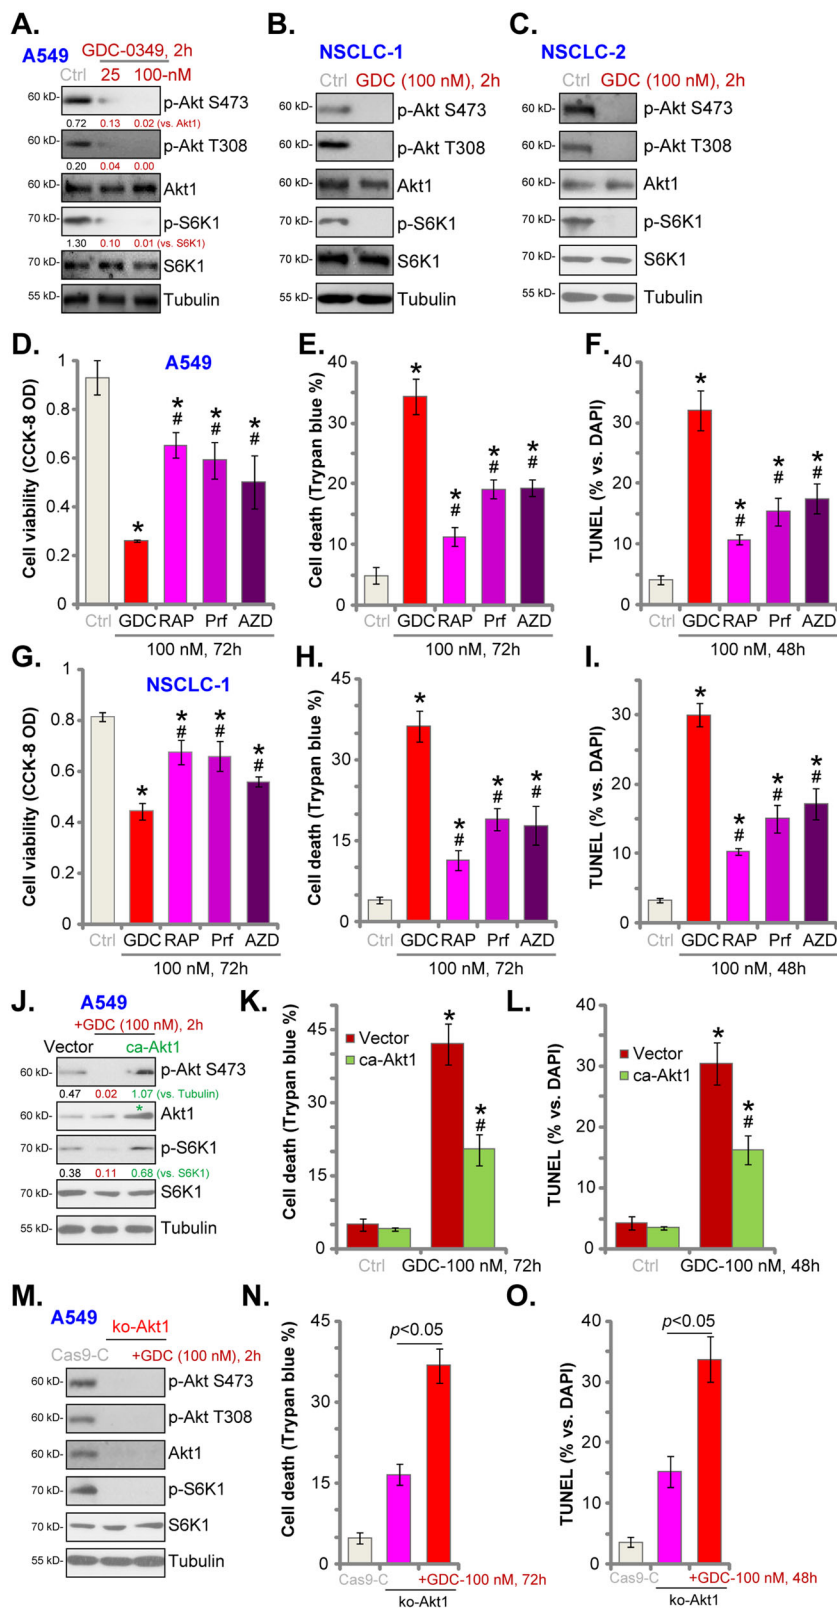 A.
A549
GDC-0349, 2h
Ctrl 25 100-nM
60 kD- p-Akt S473
0.72 0.13 0.02 (vs. Akt1)
60 kD- p-Akt T308
0.20 0.04 0.00
60 kD- Akt1
70 kD- p-S6K1
1.30 0.10 0.01 (vs. S6K1)
70 kD- S6K1
55 kD- Tubulin
B.
NSCLC-1
Ctrl GDC (100 nM), 2h
60 kD- p-Akt S473
60 kD- p-Akt T308
60 kD- Akt1
70 kD- p-S6K1
70 kD- S6K1
55 kD- Tubulin
C.
NSCLC-2
Ctrl GDC (100 nM), 2h
60 kD- p-Akt S473
60 kD- p-Akt T308
60 kD- Akt1
70 kD- p-S6K1
70 kD- S6K1
55 kD- Tubulin
D.
A549
Cell viability (CCK-8 OD)
1
0.8
0.6
0.4
0.2
0
*
*
#
*
#
*
#
Ctrl GDC RAP Prf AZD
100 nM, 72h
E.
Cell death (Trypan blue %)
40
30
20
10
0
*
*
#
*
#
*
#
Ctrl GDC RAP Prf AZD
100 nM, 72h
F.
TUNEL (% vs. DAPI)
40
30
20
10
0
*
*
#
*
#
*
#
Ctrl GDC RAP Prf AZD
100 nM, 48h
G.
NSCLC-1
Cell viability (CCK-8 OD)
1
0.8
0.6
0.4
0.2
0
*
*
#
*
#
*
#
Ctrl GDC RAP Prf AZD
100 nM, 72h
H.
Cell death (Trypan blue %)
45
30
15
0
*
*
#
*
#
*
#
Ctrl GDC RAP Prf AZD
100 nM, 72h
I.
TUNEL (% vs. DAPI)
30
20
10
0
*
*
#
*
#
*
#
Ctrl GDC RAP Prf AZD
100 nM, 48h
J.
A549
+GDC (100 nM), 2h
Vector ca-Akt1
60 kD- p-Akt S473
0.47 0.02 1.07 (vs. Tubulin)
*
60 kD- Akt1
70 kD- p-S6K1
0.38 0.11 0.68 (vs. S6K1)
70 kD- S6K1
55 kD- Tubulin
K.
Cell death (Trypan blue %)
45
30
15
0
Vector
ca-Akt1
*
*
#
Ctrl GDC-100 nM, 72h
L.
TUNEL (% vs. DAPI)
40
30
20
10
0
Vector
ca-Akt1
*
*
#
Ctrl GDC-100 nM, 48h
M.
A549
ko-Akt1
Cas9-C +GDC (100 nM), 2h
60 kD- p-Akt S473
60 kD- p-Akt T308
60 kD- Akt1
70 kD- p-S6K1
70 kD- S6K1
55 kD- Tubulin
N.
Cell death (Trypan blue %)
45
30
15
0
p<0.05
Cas9-C +GDC-100 nM, 72h
ko-Akt1
O.
TUNEL (% vs. DAPI)
40
30
20
10
0
p<0.05
Cas9-C +GDC-100 nM, 48h
ko-Akt1